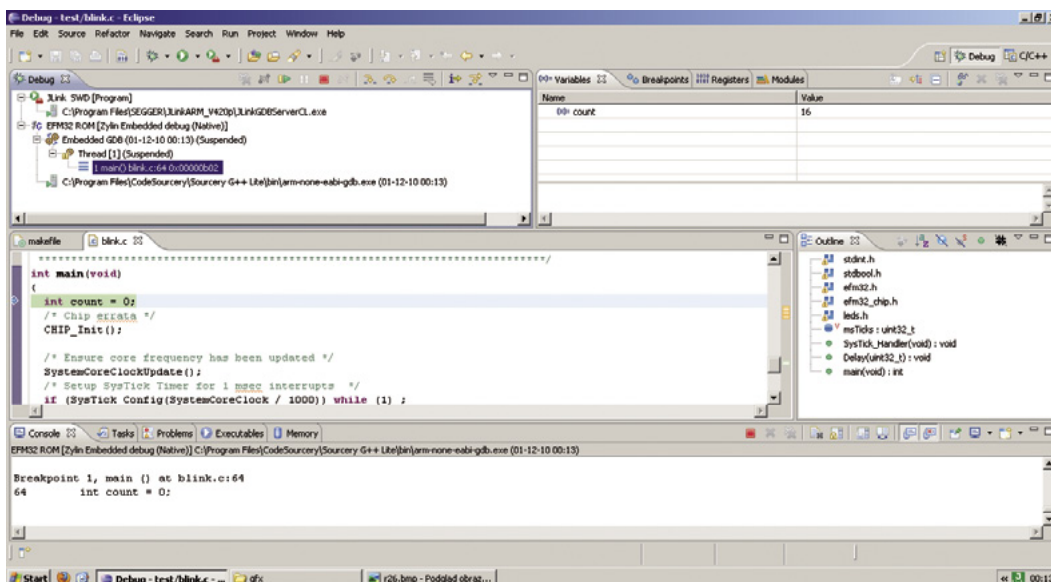 Debug - test/blink.c - Eclipse
File Edit Source Refactor Navigate Search Run Project Window Help
Debug C/C++
Debug
JLink SWD [Program]
C:\Program Files\SEGGER\JLinkARM_V420p\JLinkGDBServerCL.exe
EFM32 ROM [Zylin Embedded debug (Native)]
Embedded GDB (01-12-10 00:13) (Suspended)
Thread [1] (Suspended)
1 main() blink.c:64 0x00000b02
C:\Program Files\CodeSourcery\Sourcery G++ Lite\bin\arm-none-eabi-gdb.exe (01-12-10 00:13)
Variables Breakpoints Registers Modules
Name Value
count 16
makefile blink.c
******************************************************************************/
int main(void)
{
int count = 0;
/* Chip errata */
CHIP_Init();
/* Ensure core frequency has been updated */
SystemCoreClockUpdate();
/* Setup SysTick Timer for 1 msec interrupts */
if (SysTick_Config(SystemCoreClock / 1000)) while (1) ;
Outline
stdint.h
stdbool.h
efm32.h
efm32_chip.h
leds.h
msTicks : uint32_t
SysTick_Handler(void) : void
Delay(uint32_t) : void
main(void) : int
Console Tasks Problems Executables Memory
EFM32 ROM [Zylin Embedded debug (Native)] C:\Program Files\CodeSourcery\Sourcery G++ Lite\bin\arm-none-eabi-gdb.exe (01-12-10 00:13)
Breakpoint 1, main () at blink.c:64
64 int count = 0;
Start Debug - test/blink.c - ... gfx r26.bmp - Podgląd obraz...